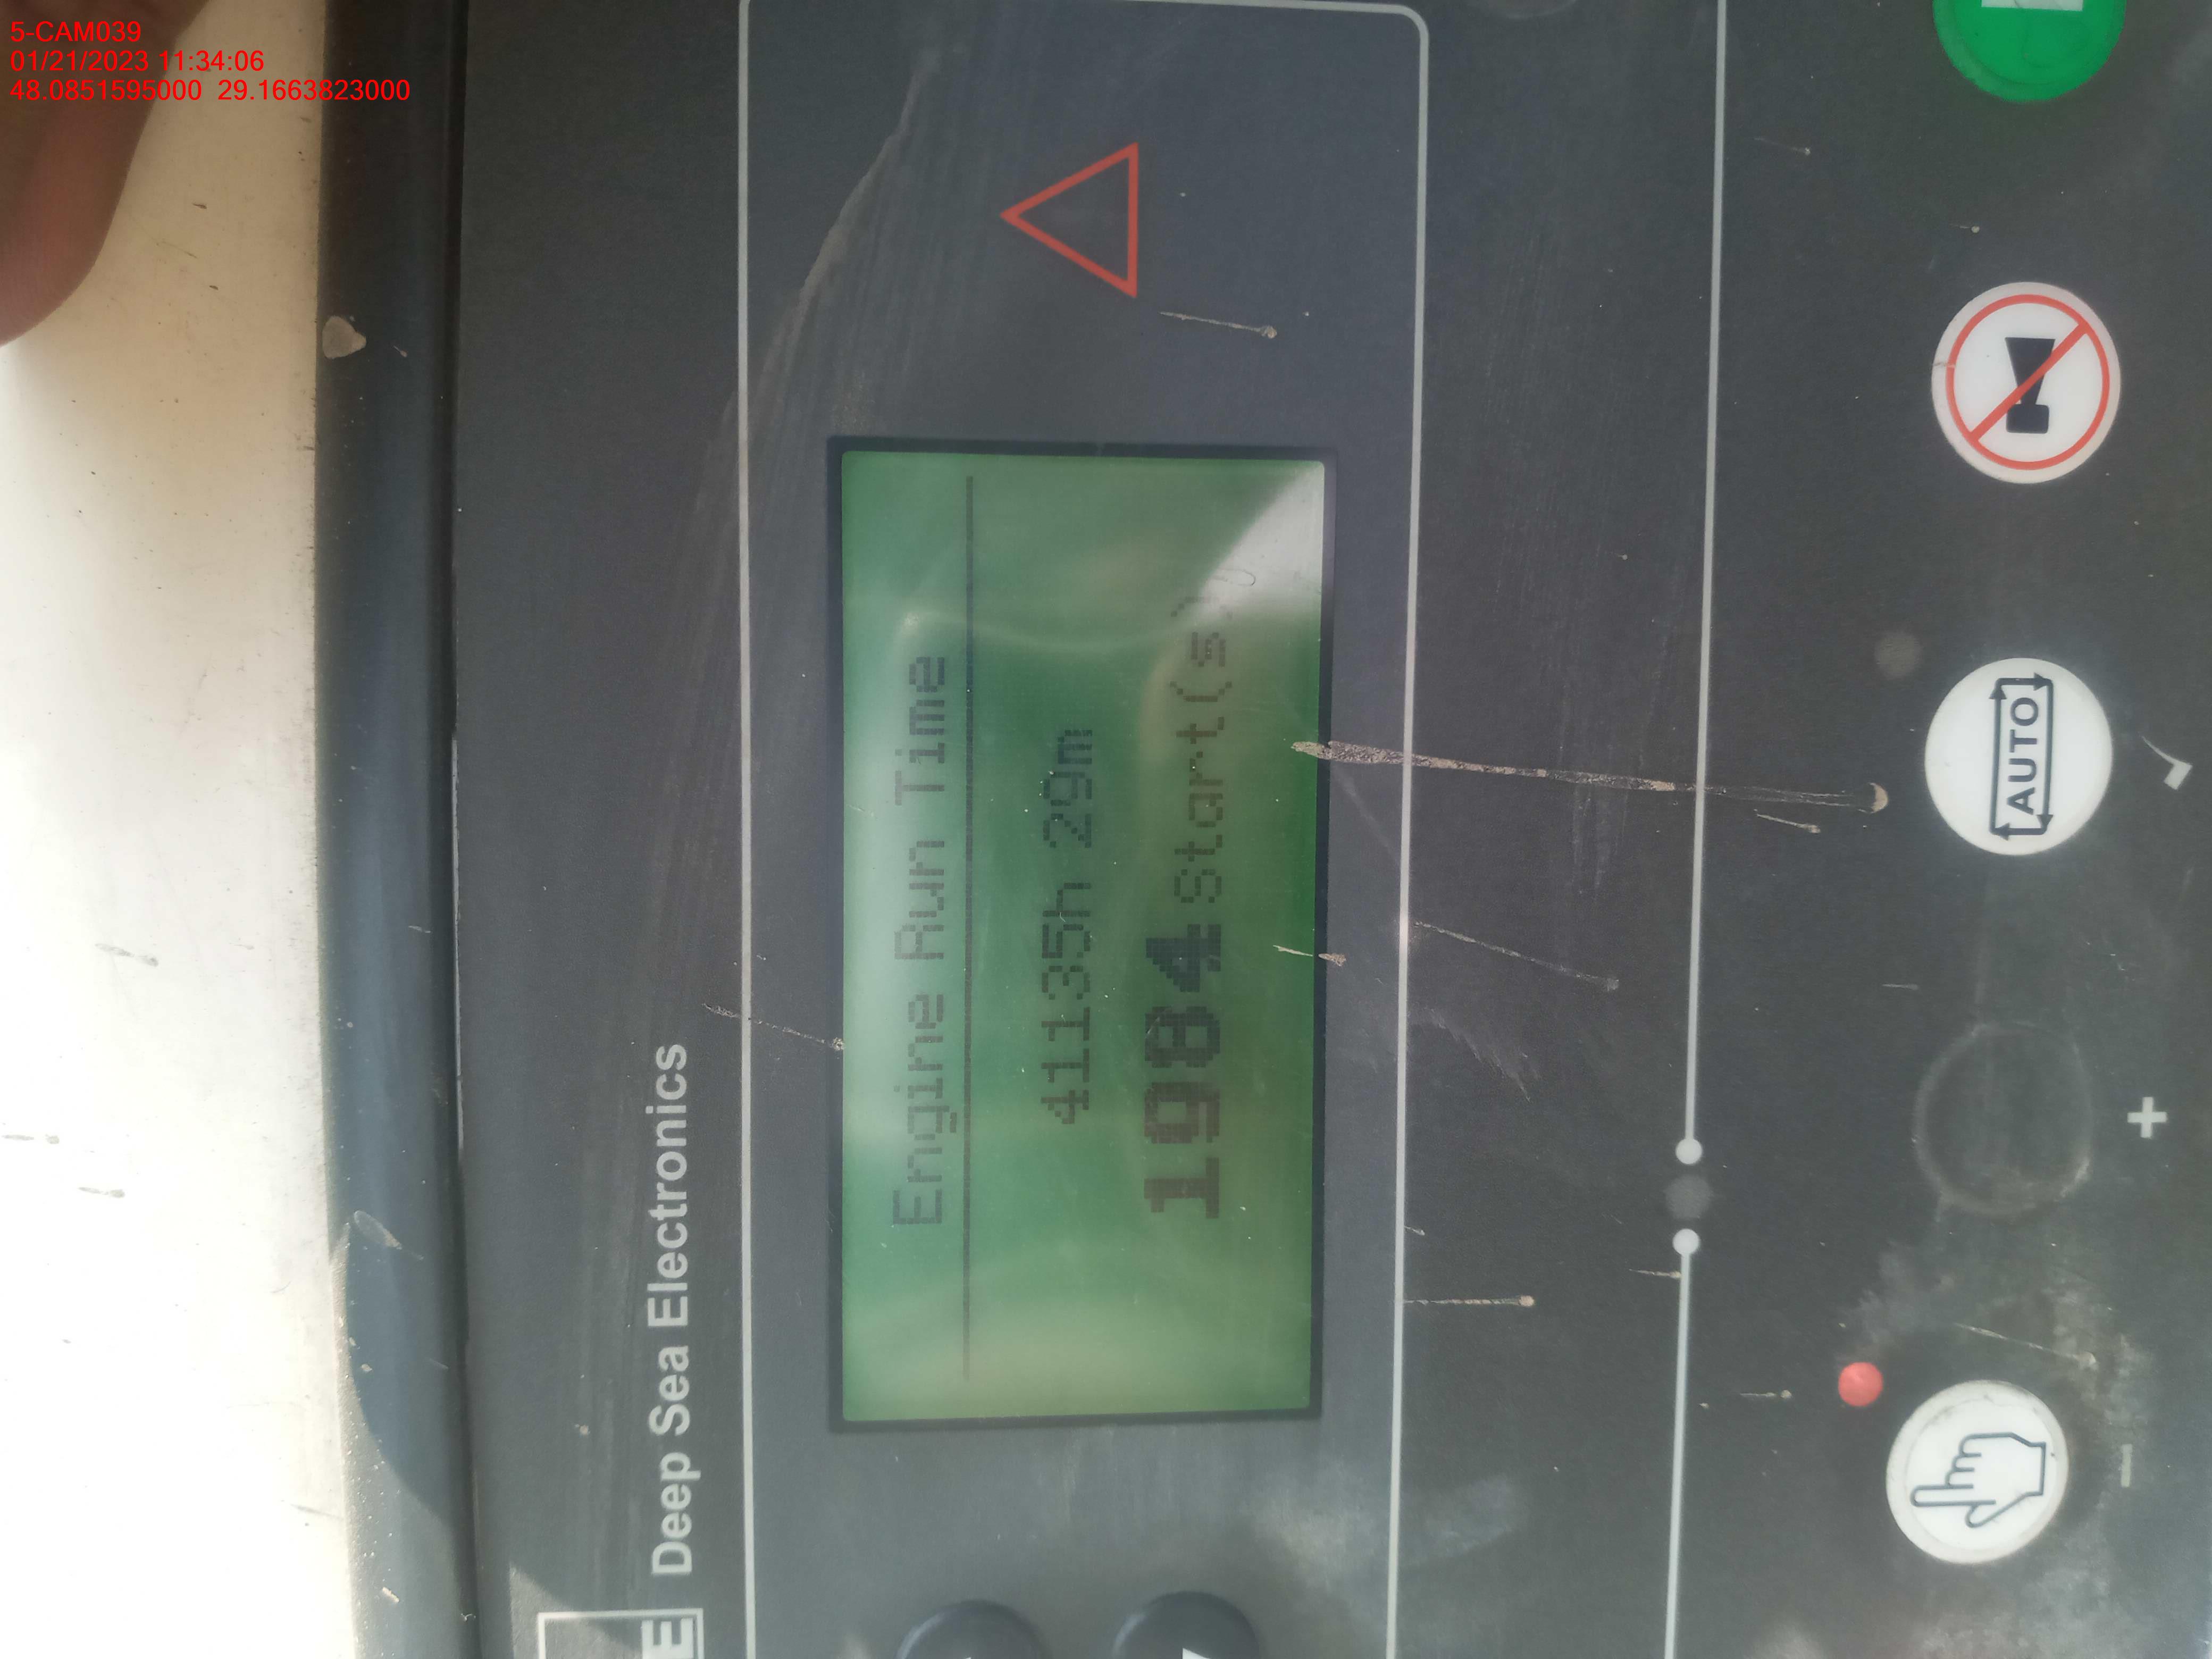 5-CAM039
01/21/2023 11:34:06
48.0851595000 29.1663823000
Deep Sea Electronics
Engine Run Time
41135h 29m
1984 Start(s)
AUTO
+
-